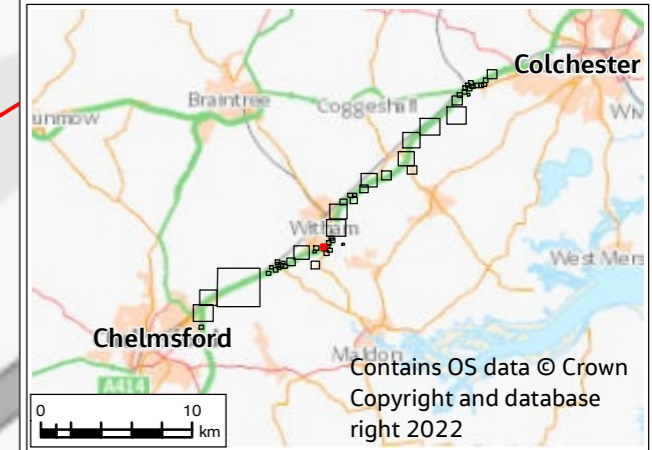 Colchester
Braintree
Coggeshall
unmow
Witham
West Mers
Chelmsford
Maldon
A414
Contains OS data © Crown
Copyright and database
right 2022
0 10
km